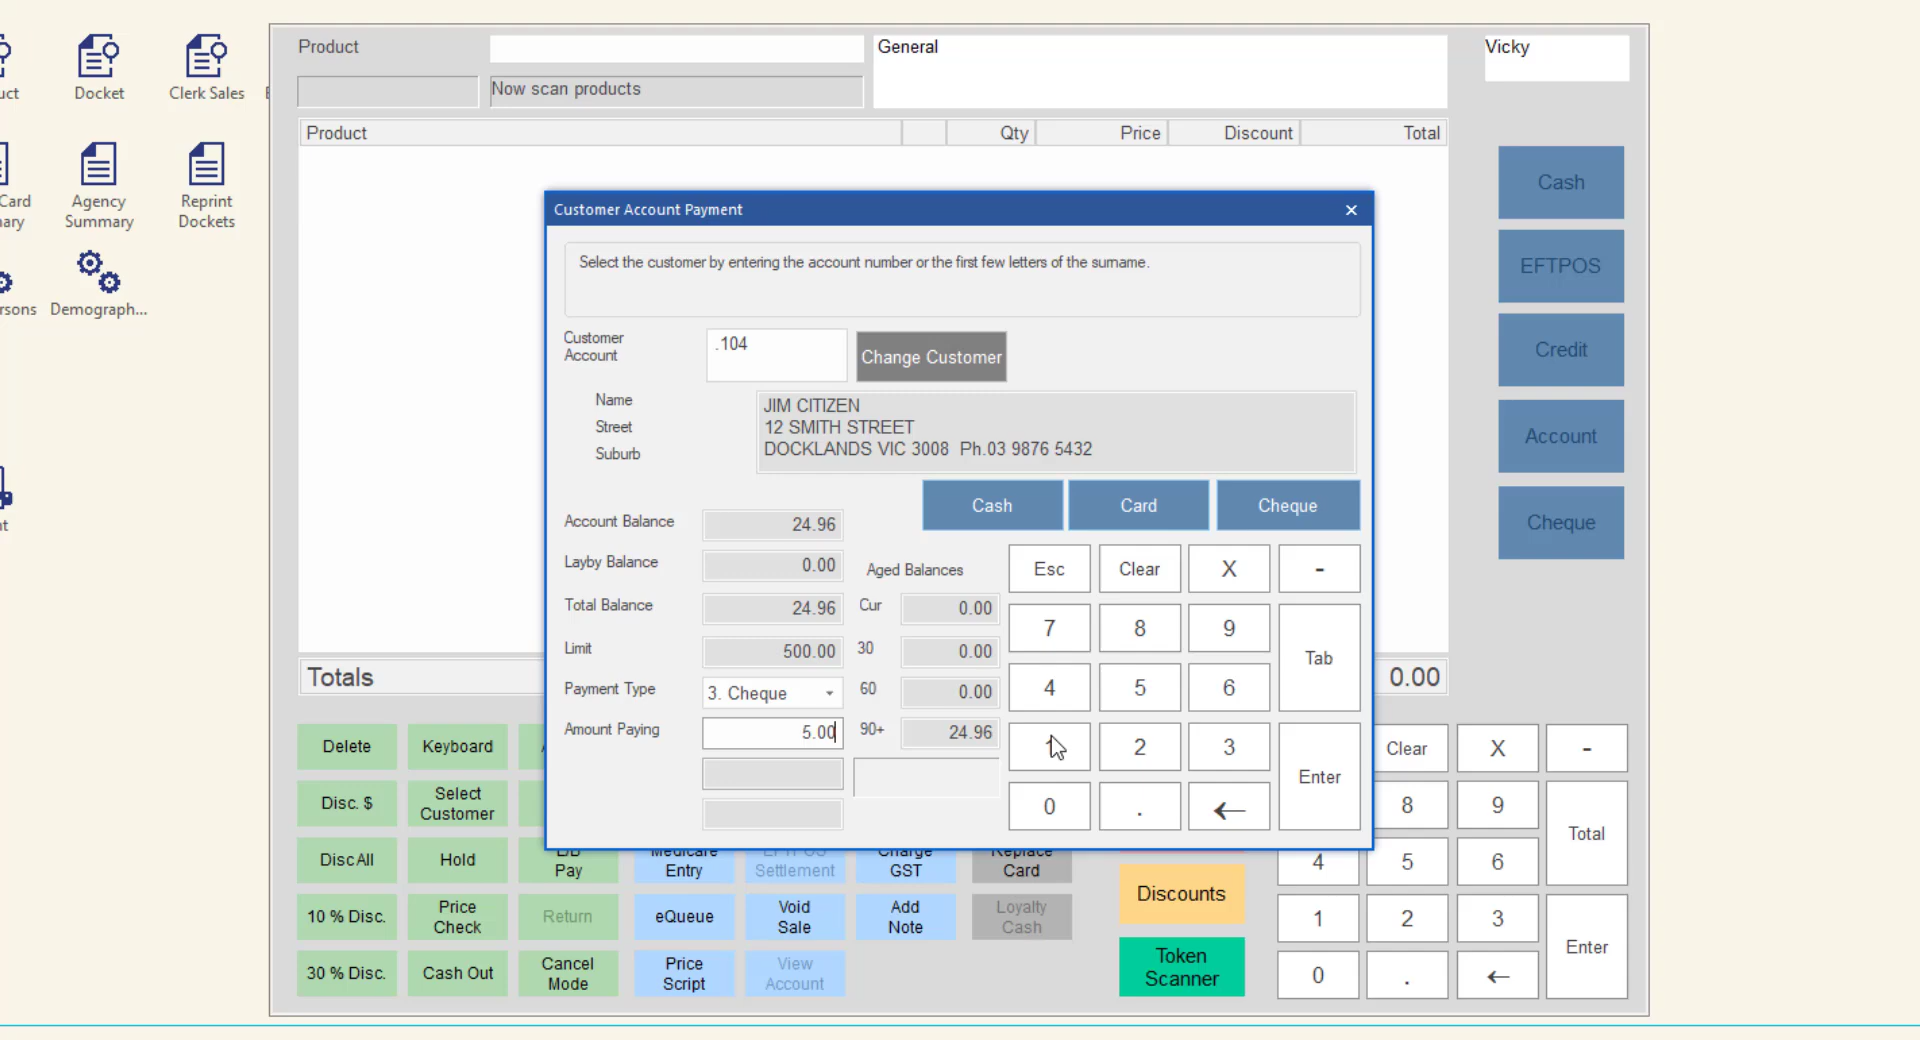 uct
Docket
Clerk Sales
Card
ary
Agency
Summary
Reprint
Dockets
rsons
Demograph...
t
Product
General
Vicky
Now scan products
Product
Qty
Price
Discount
Total
Cash
EFTPOS
Credit
Account
Cheque
Customer Account Payment
Select the customer by entering the account number or the first few letters of the surname.
Customer
Account
.104
Change Customer
Name
Street
Suburb
JIM CITIZEN
12 SMITH STREET
DOCKLANDS VIC 3008 Ph.03 9876 5432
Cash
Card
Cheque
Account Balance
24.96
Layby Balance
0.00
Aged Balances
Total Balance
24.96
Cur
0.00
Limit
500.00
30
0.00
Payment Type
3. Cheque
60
0.00
Amount Paying
5.00
90+
24.96
Esc
Clear
X
-
7
8
9
Tab
4
5
6
1
2
3
Enter
0
.
←
Totals
0.00
Delete
Keyboard
Disc. $
Select
Customer
Disc All
Hold
Pay
Medicare
Entry
EFTPOS
Settlement
Charge
GST
Replace
Card
10 % Disc.
Price
Check
Return
eQueue
Void
Sale
Add
Note
Loyalty
Cash
30 % Disc.
Cash Out
Cancel
Mode
Price
Script
View
Account
Discounts
Token
Scanner
Clear
X
-
8
9
Total
4
5
6
1
2
3
Enter
0
.
←